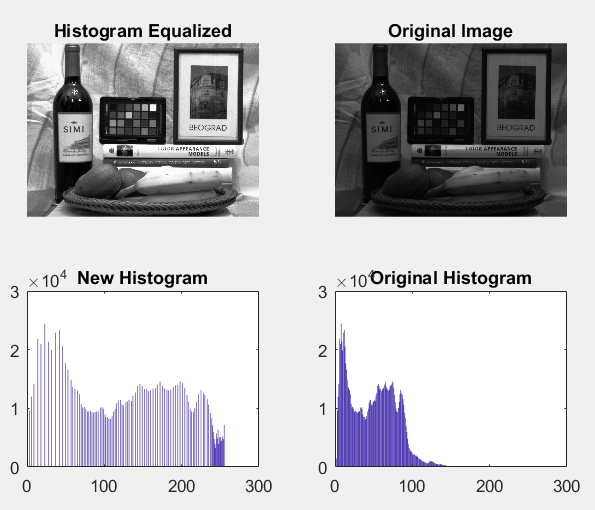 Histogram Equalized
Original Image
SIMI
BEOGRAD
COLOR APPEARANCE
MODELS
SIMI
BEOGRAD
COLOR APPEARANCE
MODELS
New Histogram
×10⁴
3
2
1
0
0 100 200 300
Original Histogram
×10⁴
3
2
1
0
0 100 200 300